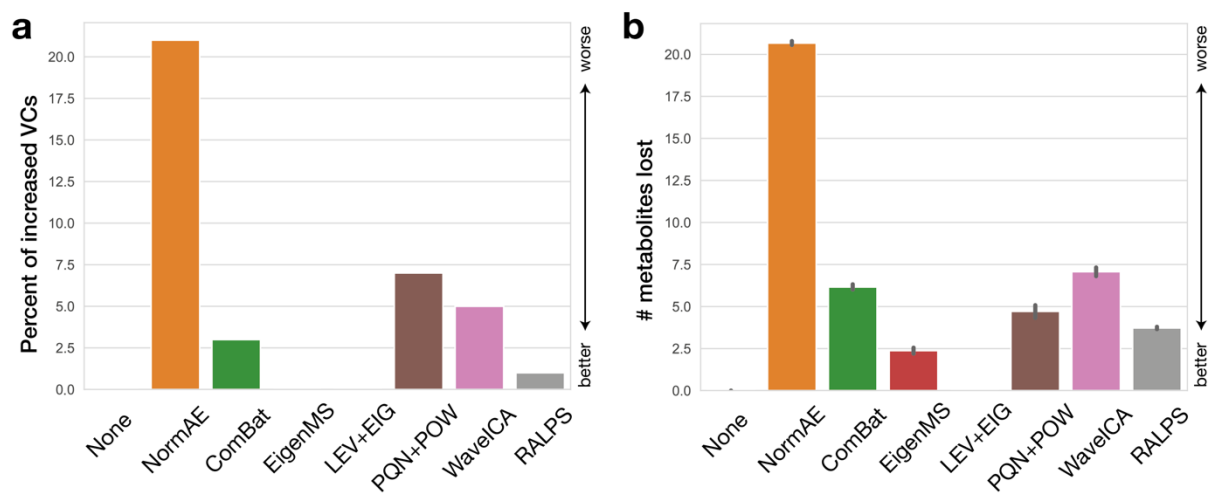 a
Percent of increased VCs
20.0
17.5
15.0
12.5
10.0
7.5
5.0
2.5
0.0
None
NormAE
ComBat
EigenMS
LEV+EIG
PQN+POW
WaveICA
RALPS
worse
better
b
# metabolites lost
20.0
17.5
15.0
12.5
10.0
7.5
5.0
2.5
0.0
None
NormAE
ComBat
EigenMS
LEV+EIG
PQN+POW
WaveICA
RALPS
worse
better